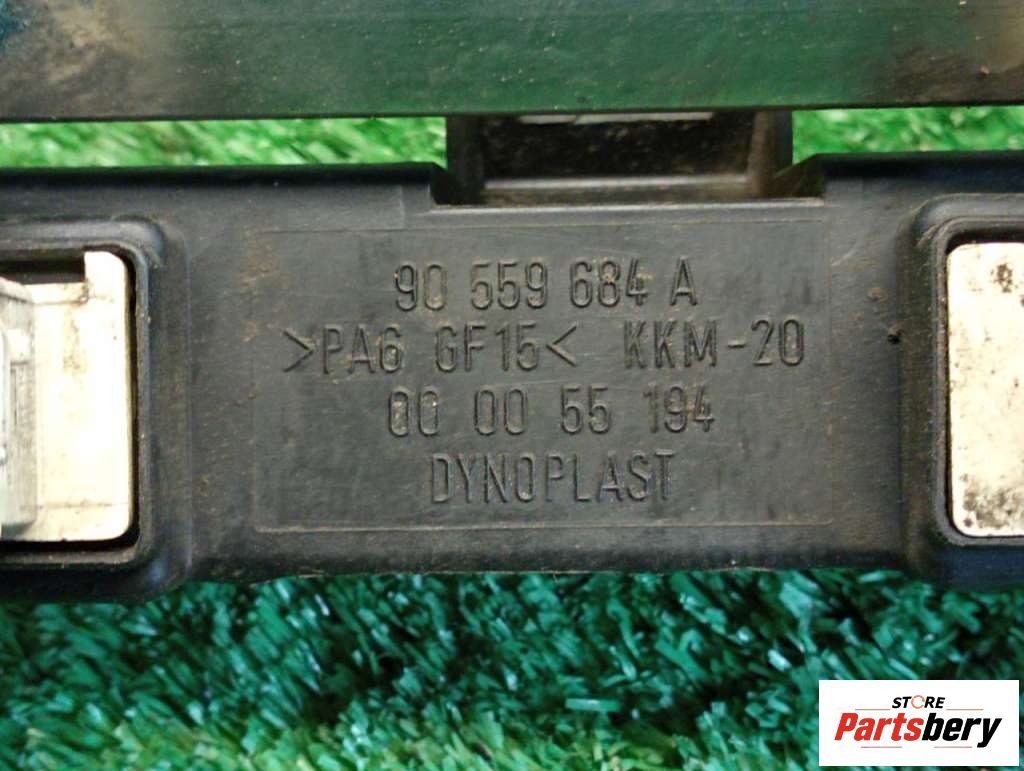 90 559 684 A
>PA6 GF15< KKM-20
00 00 55 194
DYNOPLAST
STORE
Partsbery